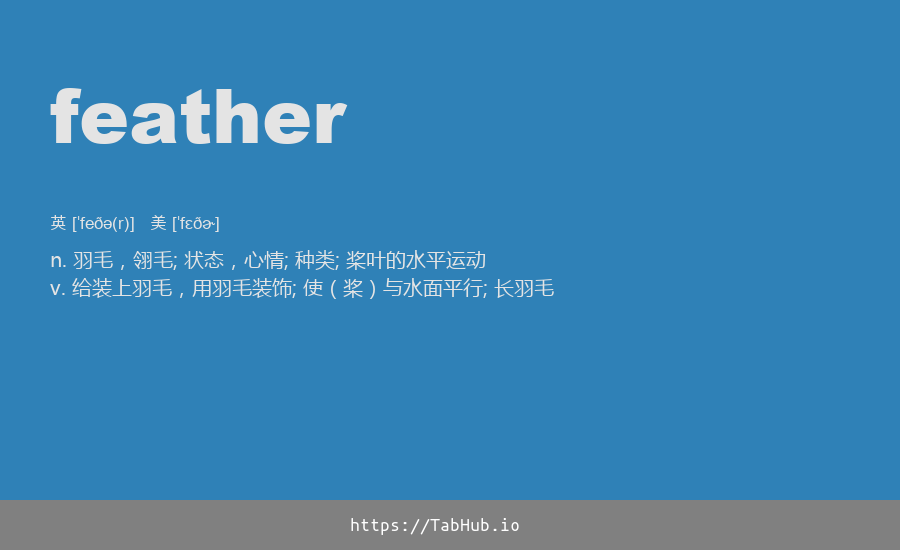 feather
英 [ˈfeðə(r)] 美 [ˈfɛðɚ]
n. 羽毛，翎毛; 状态，心情; 种类; 桨叶的水平运动
v. 给装上羽毛，用羽毛装饰; 使（桨）与水面平行; 长羽毛
https://TabHub.io